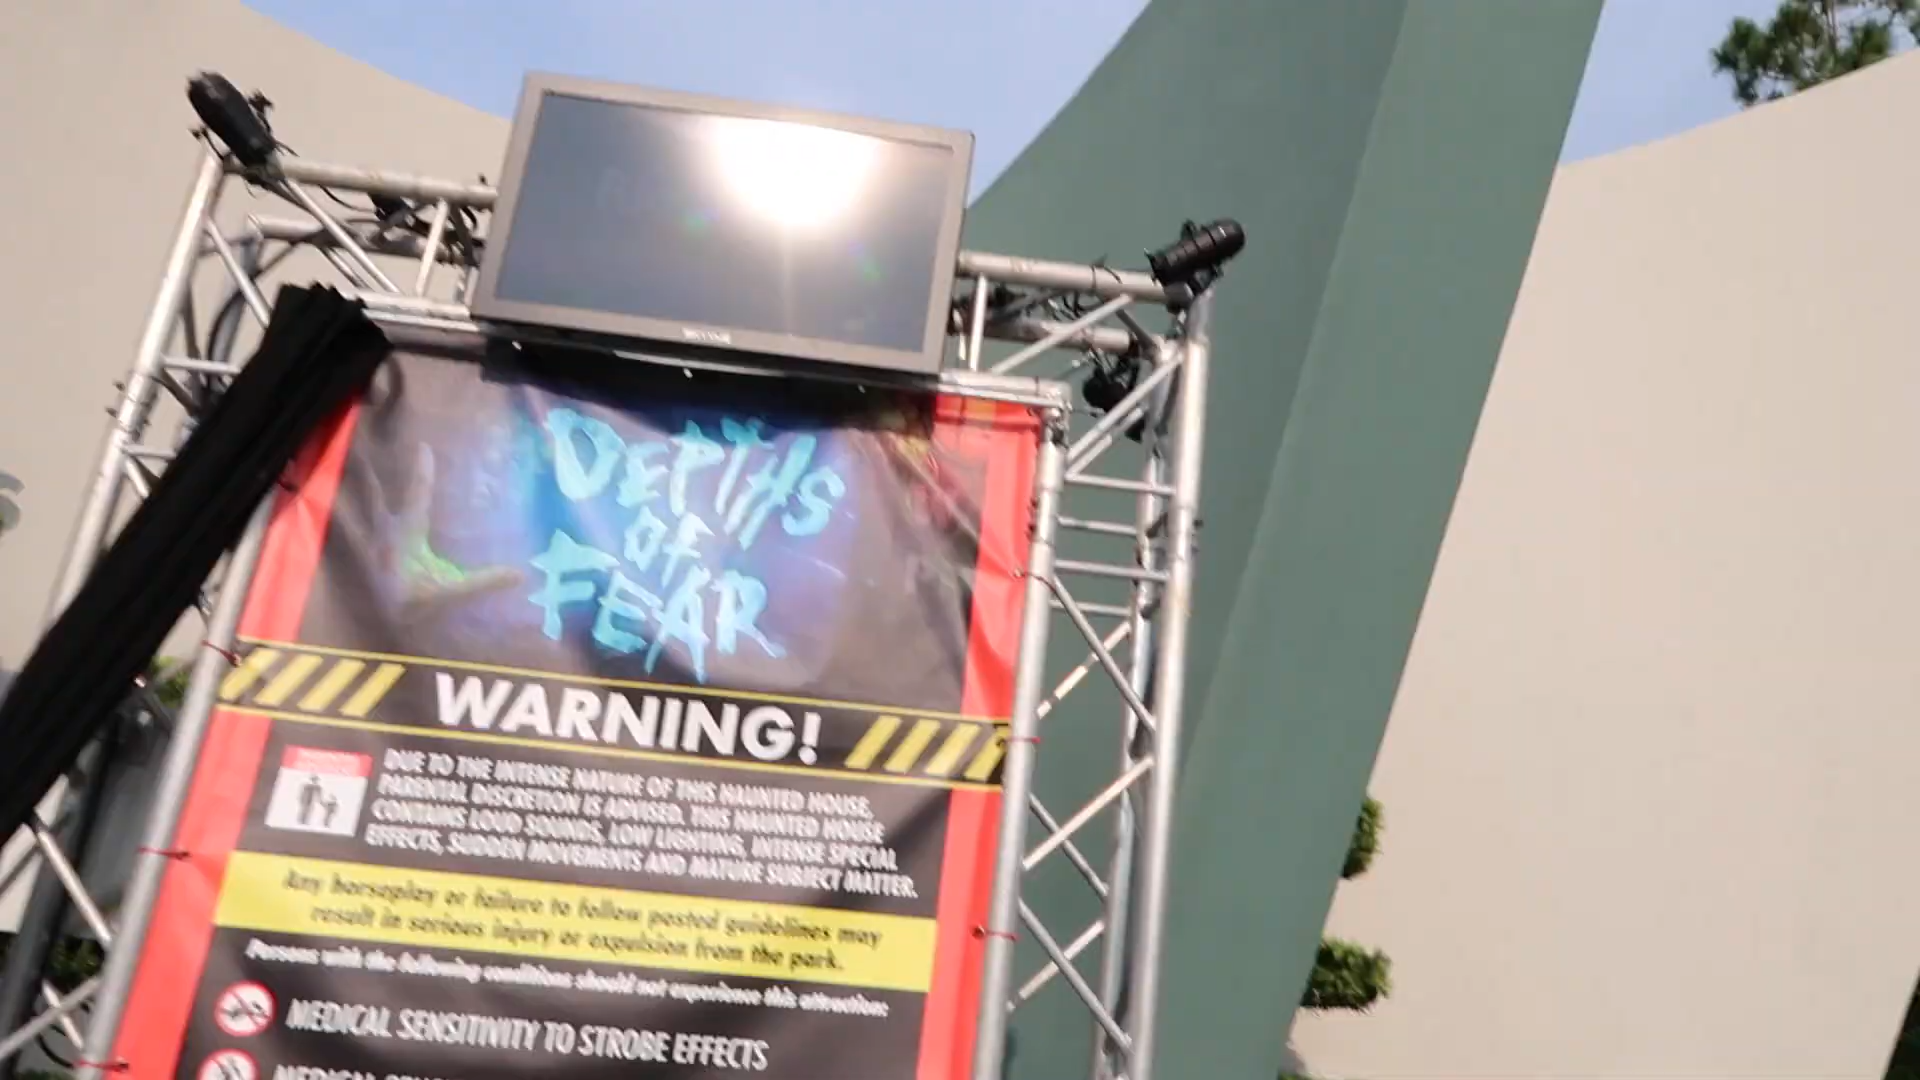 DEPTHS
OF
FEAR
WARNING!
DUE TO THE INTENSE NATURE OF THIS HAUNTED HOUSE,
PARENTAL DISCRETION IS ADVISED. THIS HAUNTED HOUSE
CONTAINS LOUD SOUNDS, LOW LIGHTING, INTENSE SPECIAL
EFFECTS, SUDDEN MOVEMENTS AND MATURE SUBJECT MATTER.
Any horseplay or failure to follow posted guidelines may
result in serious injury or expulsion from the park.
Persons with the following conditions should not experience this attraction:
MEDICAL SENSITIVITY TO STROBE EFFECTS
MEDICAL